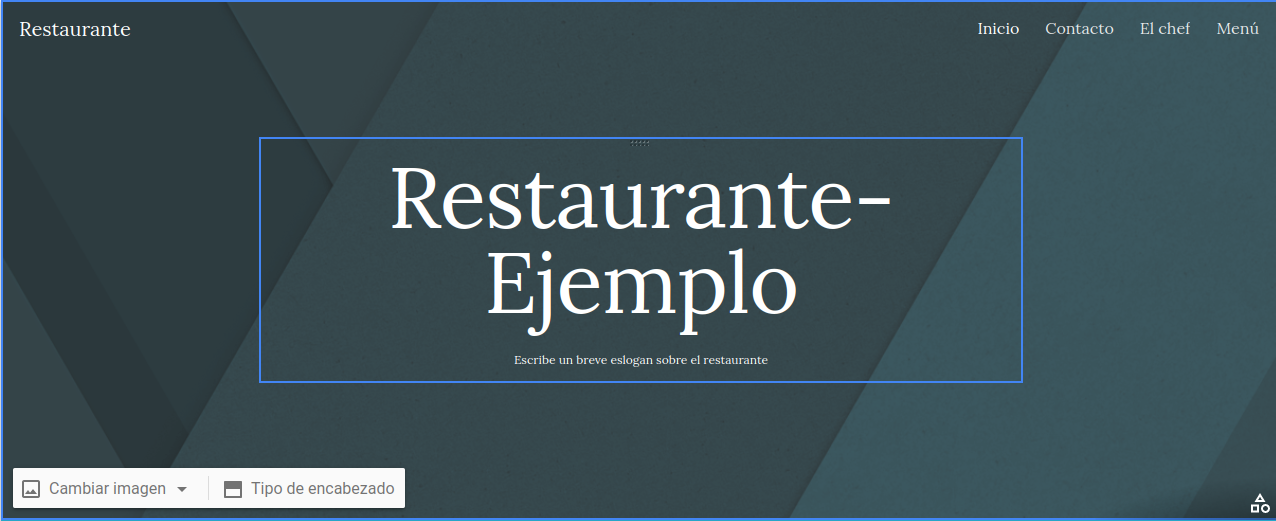 Restaurante
Inicio Contacto El chef Menú
Restaurante-
Ejemplo
Escribe un breve eslogan sobre el restaurante
Cambiar imagen Tipo de encabezado